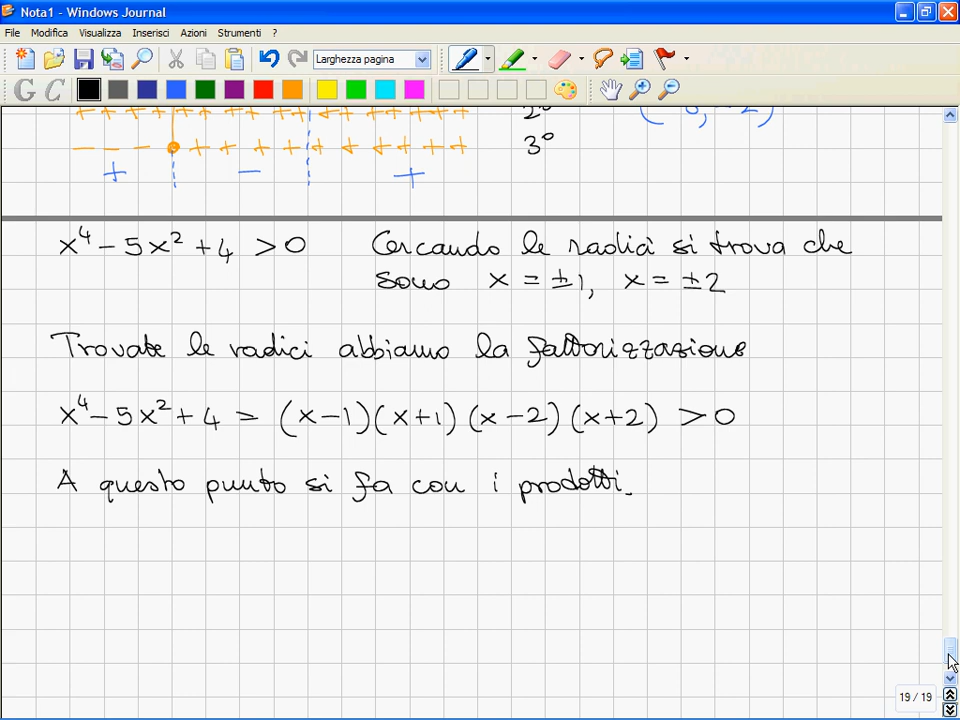 Nota1 - Windows Journal
File Modifica Visualizza Inserisci Azioni Strumenti ?
Larghezza pagina
G C
+ + + + + + + + + + + + + + + 2°
- - - + + + + + + + + + + 3°
+ - +
x⁴ - 5x² + 4 > 0 Cercando le radici si trova che
sono x = ±1, x = ±2
Trovate le radici abbiamo la fattorizzazione
x⁴ - 5x² + 4 = (x-1)(x+1)(x-2)(x+2) > 0
A questo punto si fa con i prodotti.
19 / 19